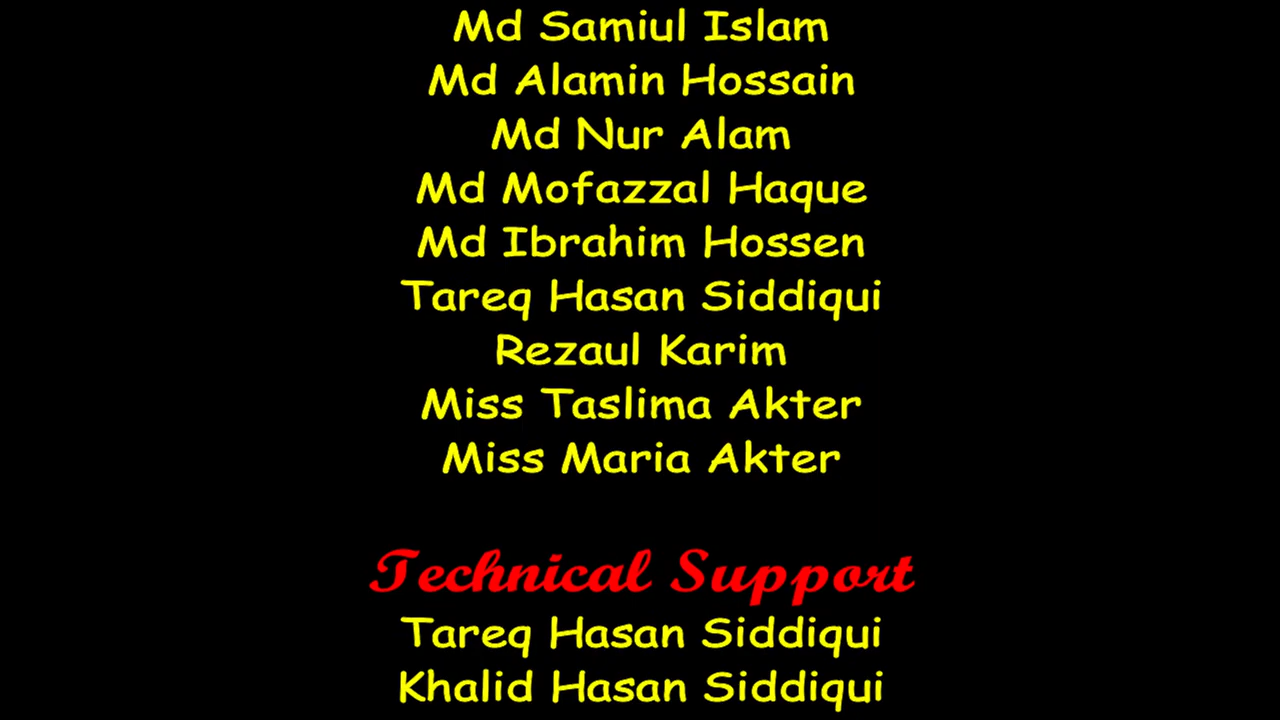 Md Samiul Islam
Md Alamin Hossain
Md Nur Alam
Md Mofazzal Haque
Md Ibrahim Hossen
Tareq Hasan Siddiqui
Rezaul Karim
Miss Taslima Akter
Miss Maria Akter
Technical Support
Tareq Hasan Siddiqui
Khalid Hasan Siddiqui